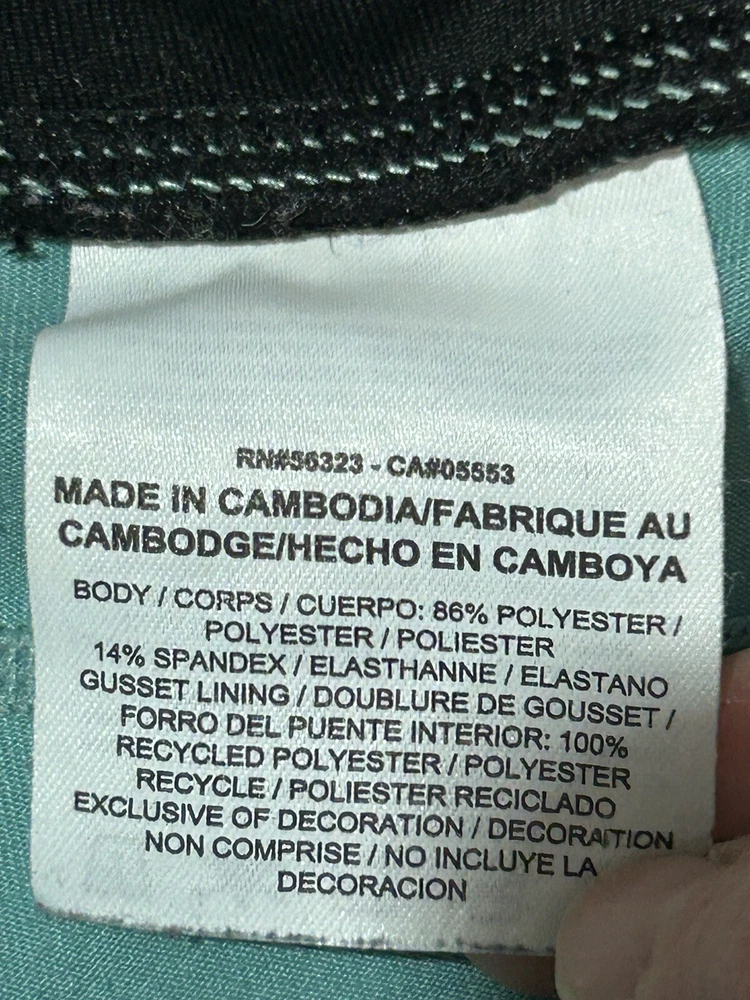 RN#56323 - CA#05553
MADE IN CAMBODIA/FABRIQUE AU
CAMBODGE/HECHO EN CAMBOYA
BODY / CORPS / CUERPO: 86% POLYESTER /
POLYESTER / POLIESTER
14% SPANDEX / ELASTHANNE / ELASTANO
GUSSET LINING / DOUBLURE DE GOUSSET /
FORRO DEL PUENTE INTERIOR: 100%
RECYCLED POLYESTER / POLYESTER
RECYCLE / POLIESTER RECICLADO
EXCLUSIVE OF DECORATION / DECORAITION
NON COMPRISE / NO INCLUYE LA
DECORACION